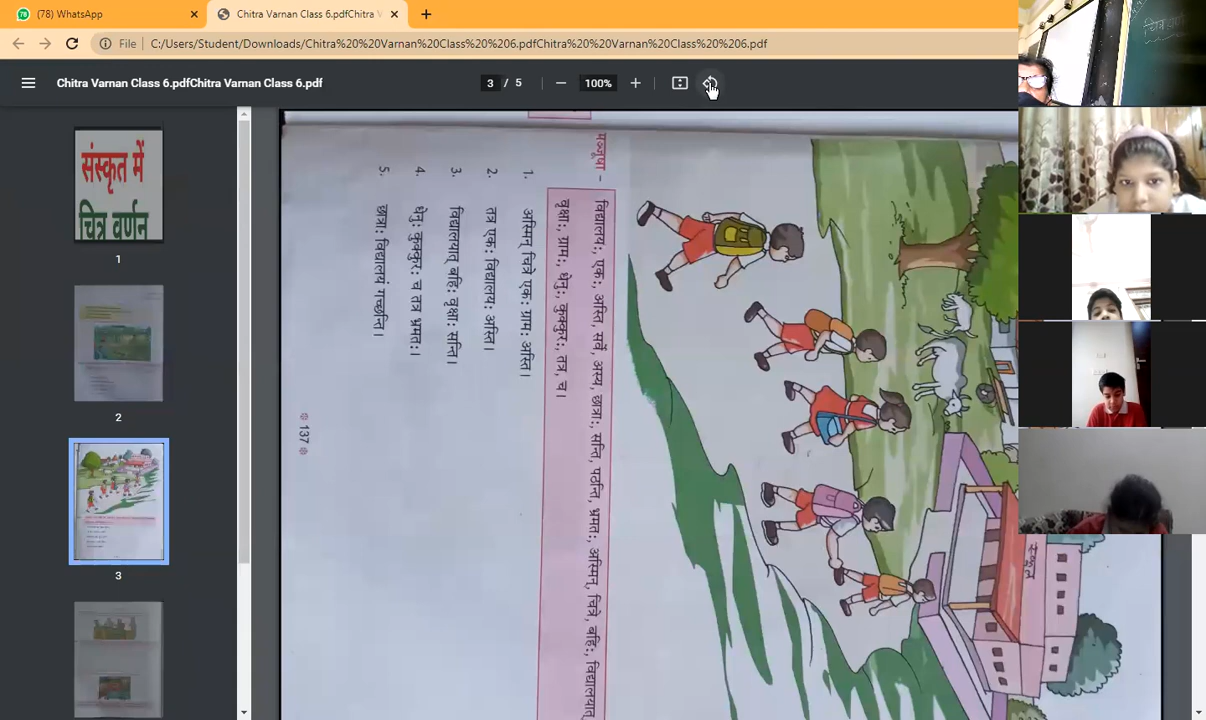 (78) WhatsApp
Chitra Varnan Class 6.pdfChitra V
File
C:/Users/Student/Downloads/Chitra%20%20Varnan%20Class%20%206.pdfChitra%20%20Varnan%20Class%20%206.pdf
Chitra Varnan Class 6.pdfChitra Varnan Class 6.pdf
3 / 5
100%
संस्कृत में
चित्र वर्णन
1
2
3
स्कूल
मञ्जूषा –
विद्यालयः, एकः, अस्ति, सर्वे, अस्य, छात्राः, सन्ति, पठन्ति, भ्रमतः, अस्मिन्, चित्रे, बहिः, विद्यालयात्
वृक्षाः, ग्रामः, धेनुः, कुक्कुरः, तत्र, च।
1. अस्मिन् चित्रे एकः ग्रामः अस्ति।
2. तत्र एकः विद्यालयः अस्ति।
3. विद्यालयात् बहिः वृक्षाः सन्ति।
4. धेनुः कुक्कुरः च तत्र भ्रमतः।
5. छात्राः विद्यालयं गच्छन्ति।
137